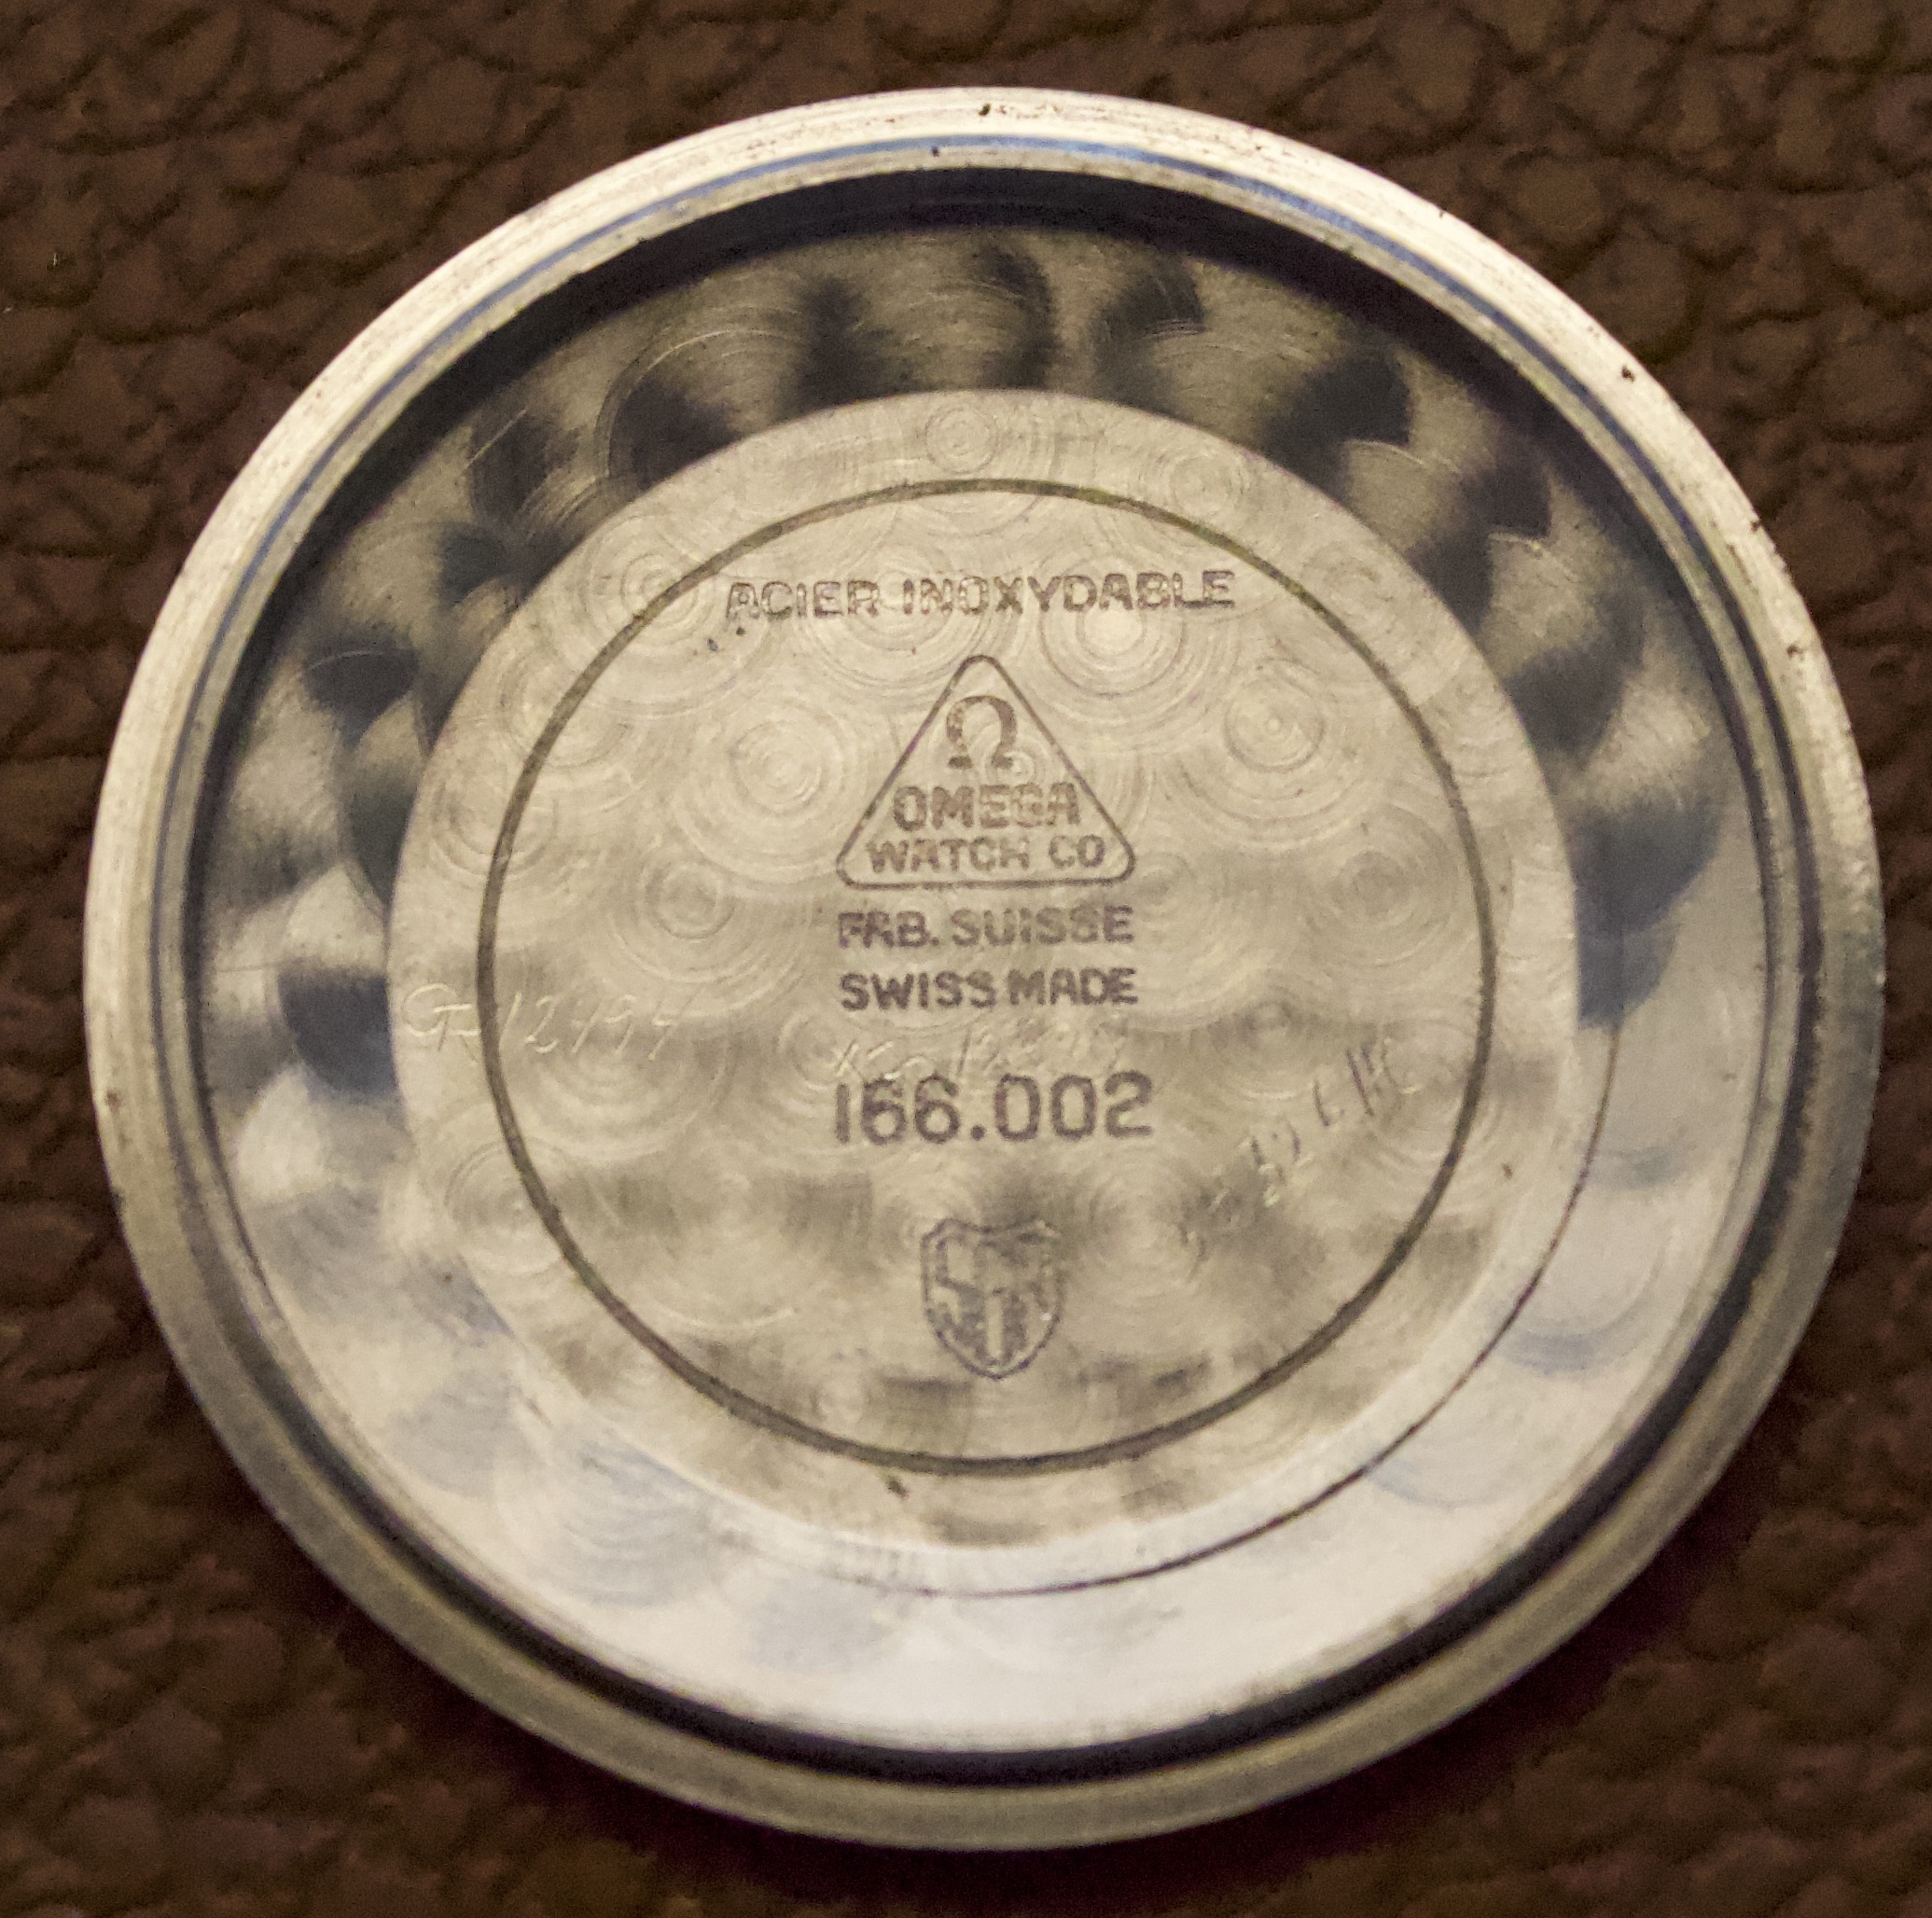 ACIER INOXYDABLE
Ω
OMEGA
WATCH CO
FAB. SUISSE
SWISS MADE
166.002